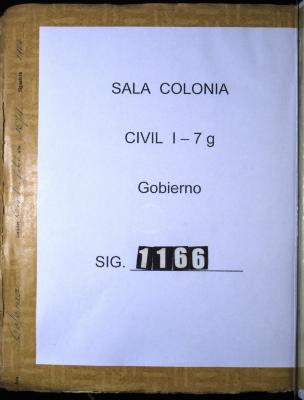 SALA COLONIA
CIVIL I – 7 g
Gobierno
SIG. 1166